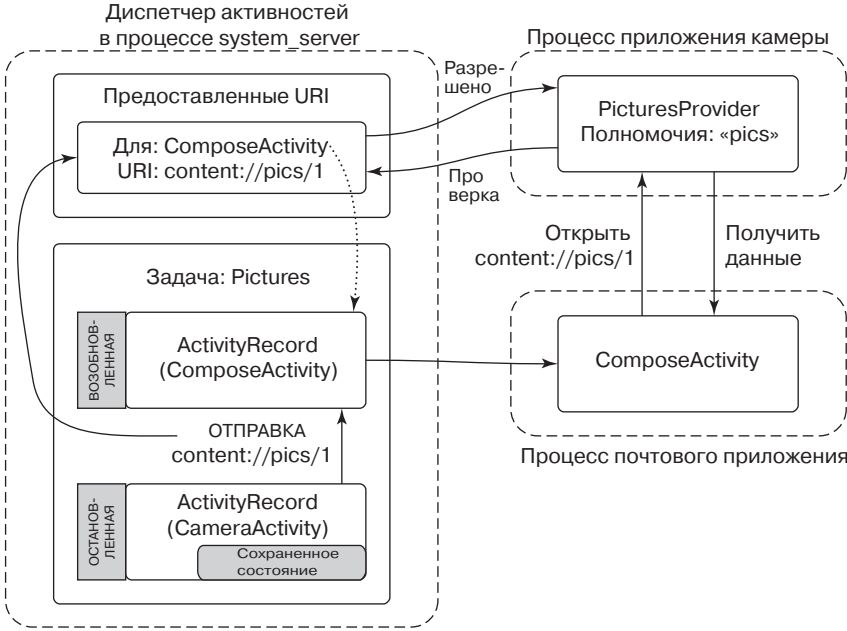 Диспетчер активностей
в процессе system_server
Процесс приложения камеры
Предоставленные URI
Для: ComposeActivity
URI: content://pics/1
Разре-
шено
Про
верка
PicturesProvider
Полномочия: «pics»
Открыть
content://pics/1
Получить
данные
Задача: Pictures
ВОЗОБНОВ-
ЛЕННАЯ
ActivityRecord
(ComposeActivity)
ComposeActivity
ОТПРАВКА
content://pics/1
Процесс почтового приложения
ОСТАНОВ-
ЛЕННАЯ
ActivityRecord
(CameraActivity)
Сохраненное
состояние